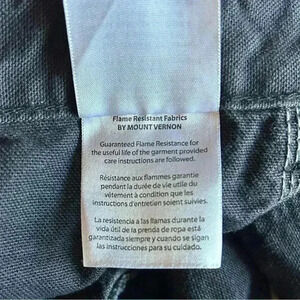 Flame Resistant Fabrics
BY MOUNT VERNON
Guaranteed Flame Resistance for
the useful life of the garment provided
care instructions are followed.
Résistance aux flammes garantie
pendant la durée de vie utile du
vêtement à condition que les
instructions d'entretien soient suivies.
La resistencia a las llamas durante la
vida útil de la prenda de ropa está
garantizada siempre y cuando se sigan
las instrucciones para su cuidado.